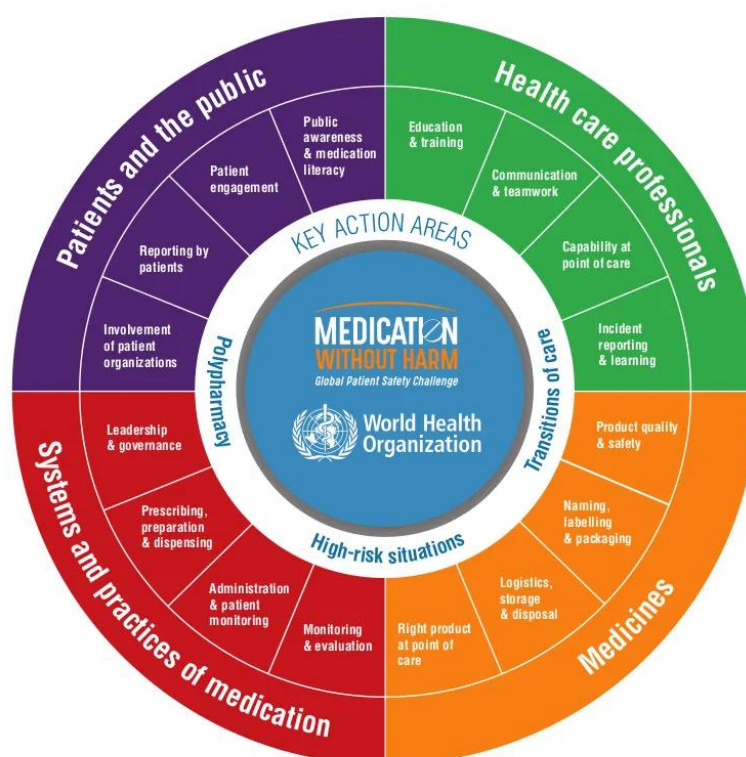 Patients and the public
Public
awareness
& medication
literacy
Patient
engagement
Reporting by
patients
Involvement
of patient
organizations
Health care professionals
Education
& training
Communication
& teamwork
Capability at
point of care
Incident
reporting
& learning
Medicines
Product quality
& safety
Naming,
labelling
& packaging
Logistics,
storage
& disposal
Right product
at point of
care
Systems and practices of medication
Leadership
& governance
Prescribing,
preparation
& dispensing
Administration
& patient
monitoring
Monitoring
& evaluation
KEY ACTION AREAS
Polypharmacy
Transitions of care
High-risk situations
MEDICATION
WITHOUT HARM
Global Patient Safety Challenge
World Health
Organization